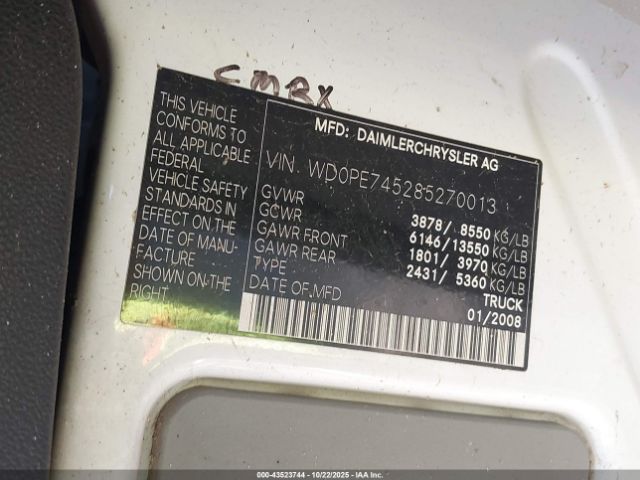 CMBX
THIS VEHICLE
CONFORMS TO
ALL APPLICABLE
FEDERAL
VEHICLE SAFETY
STANDARDS IN
EFFECT ON THE
DATE OF MANU-
FACTURE
SHOWN ON THE
RIGHT.
MFD: DAIMLERCHRYSLER AG
VIN. WD0PE745285270013
GVWR 3878/ 8550 KG/LB
GCWR 6146/13550 KG/LB
GAWR FRONT 1801/ 3970 KG/LB
GAWR REAR 2431/ 5360 KG/LB
TYPE TRUCK
DATE OF MFD 01/2008
000-43523744 | 10/22/2025 | IAA Inc.